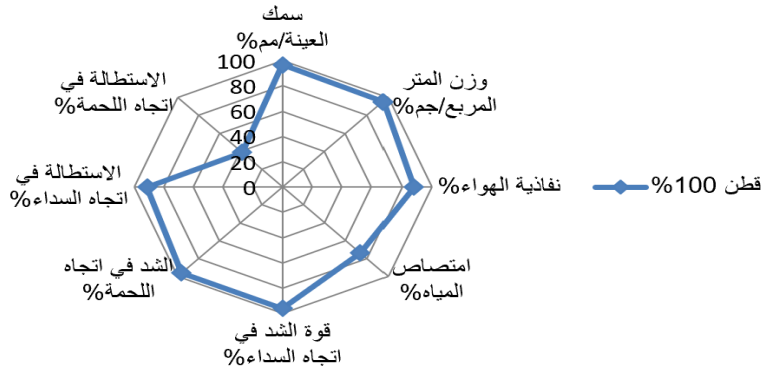 سمك
العينة/مم%
وزن المتر
المربع/جم%
نفاذية الهواء%
امتصاص
المياه%
قوة الشد في
اتجاه السداء%
الشد في اتجاه
اللحمة%
الاستطالة في
اتجاه السداء%
الاستطالة في
اتجاه اللحمة%
100
80
60
40
20
0
قطن 100%